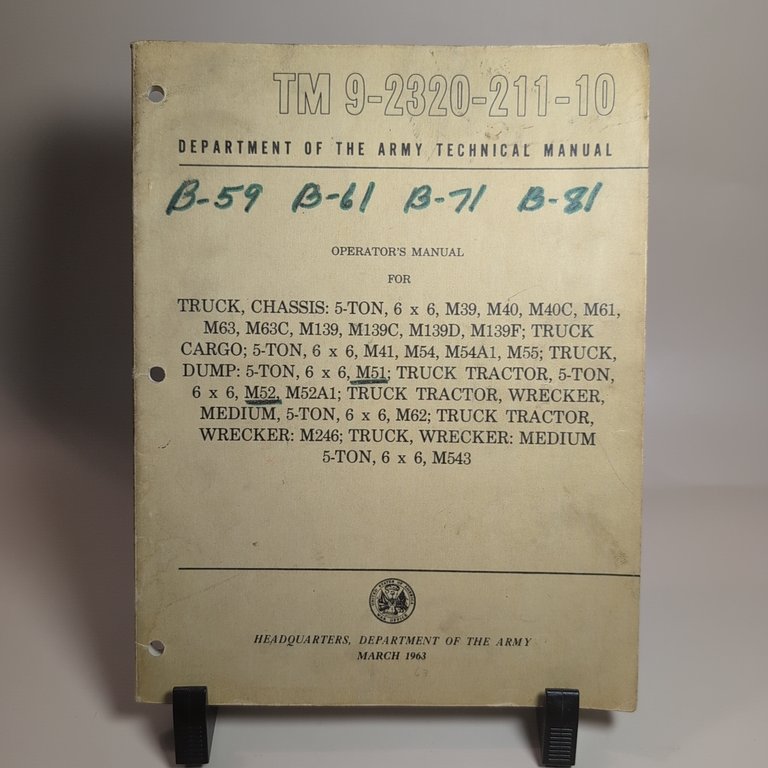 TM 9-2320-211-10
DEPARTMENT OF THE ARMY TECHNICAL MANUAL
B-59 B-61 B-71 B-81
OPERATOR'S MANUAL
FOR
TRUCK, CHASSIS: 5-TON, 6 x 6, M39, M40, M40C, M61,
M63, M63C, M139, M139C, M139D, M139F; TRUCK
CARGO; 5-TON, 6 x 6, M41, M54, M54A1, M55; TRUCK,
DUMP: 5-TON, 6 x 6, M51; TRUCK TRACTOR, 5-TON,
6 x 6, M52, M52A1; TRUCK TRACTOR, WRECKER,
MEDIUM, 5-TON, 6 x 6, M62; TRUCK TRACTOR,
WRECKER: M246; TRUCK, WRECKER: MEDIUM
5-TON, 6 x 6, M543
HEADQUARTERS, DEPARTMENT OF THE ARMY
MARCH 1963